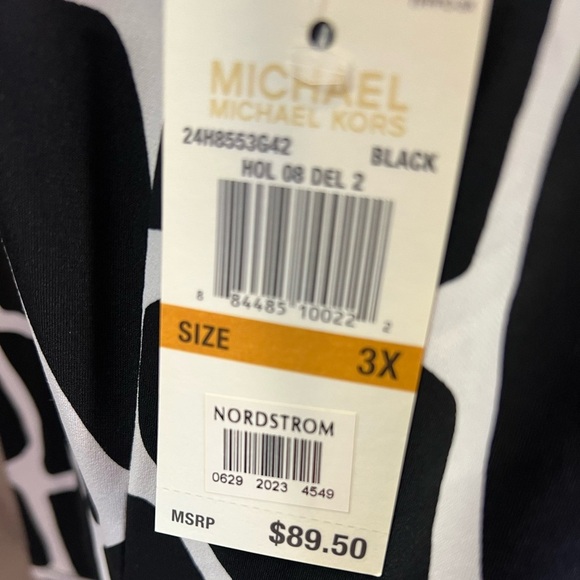 MICHAEL
MICHAEL KORS
24H8553G42 BLACK
HOL 08 DEL 2
8 84485 10022 2
SIZE 3X
NORDSTROM
0629 2023 4549
MSRP $89.50